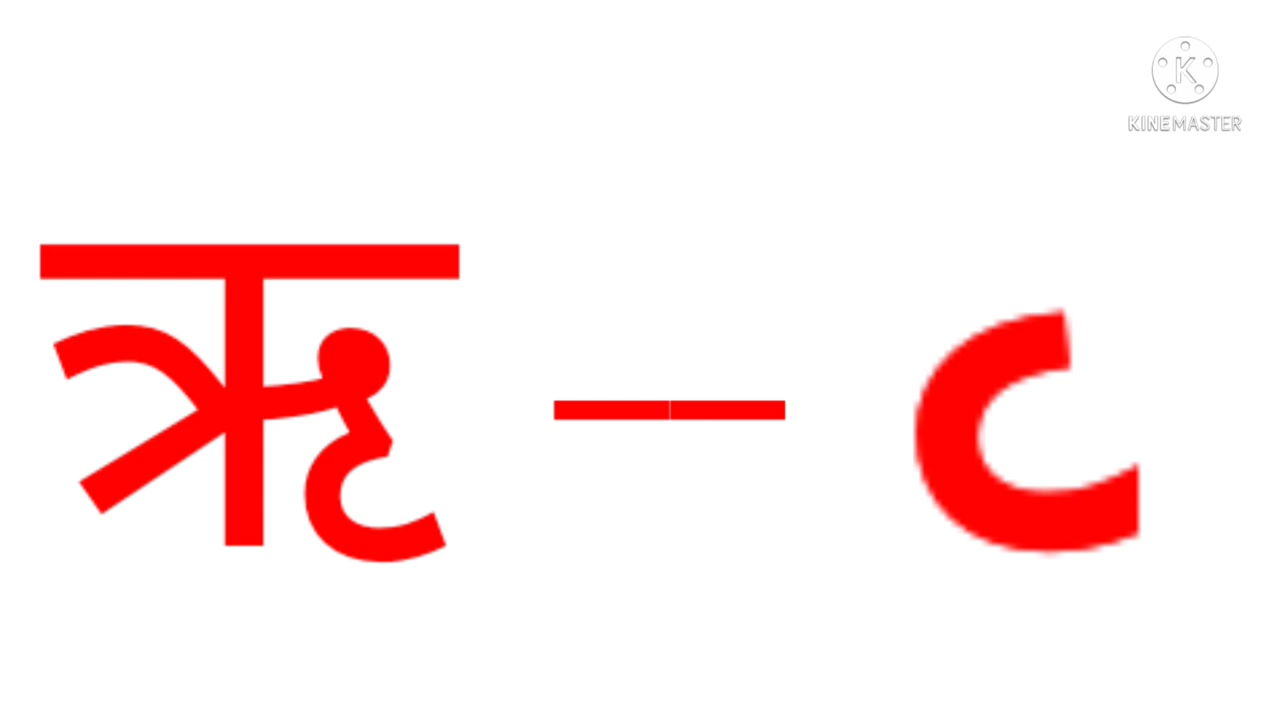 KINEMASTER
ऋ — ृ